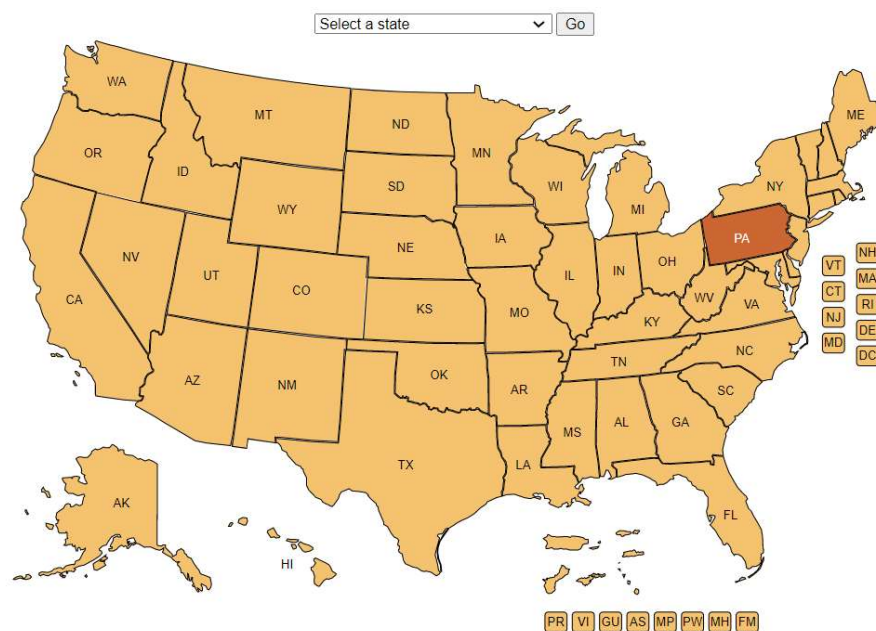 Select a state Go
WA
MT
ND
ME
OR
MN
ID
WI
NY
SD
MI
WY
PA
IA
NE
NH
NV
OH
VT
UT
IL
IN
MA
CO
CT
CA
WV
RI
VA
KS
MO
NJ
KY
DE
MD
NC
DC
TN
OK
AZ
NM
AR
SC
MS
AL
GA
TX
LA
AK
FL
HI
PR VI GU AS MP PW MH FM